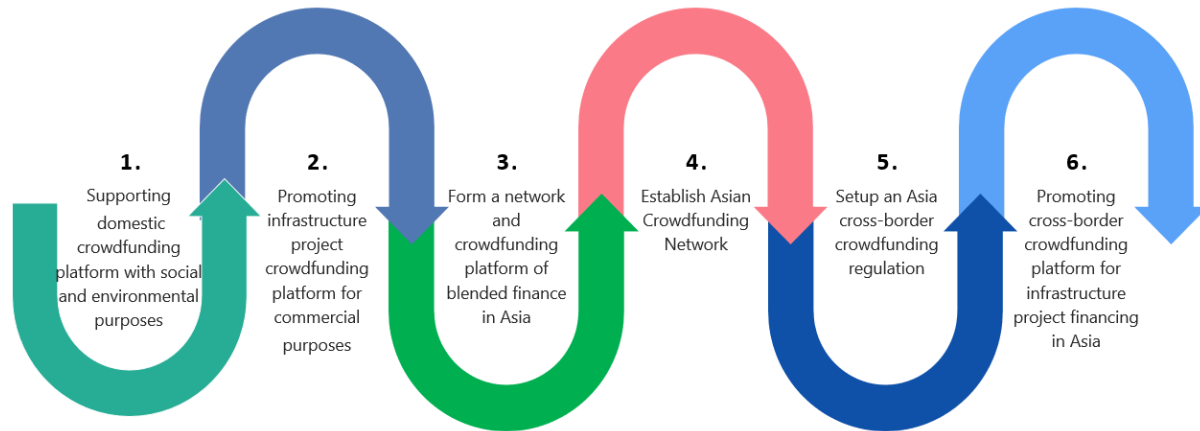 1.
Supporting
domestic
crowdfunding
platform with social
and environmental
purposes
2.
Promoting
infrastructure
project
crowdfunding
platform for
commercial
purposes
3.
Form a network
and
crowdfunding
platform of
blended finance
in Asia
4.
Establish Asian
Crowdfunding
Network
5.
Setup an Asia
cross-border
crowdfunding
regulation
6.
Promoting
cross-border
crowdfunding
platform for
infrastructure
project financing
in Asia